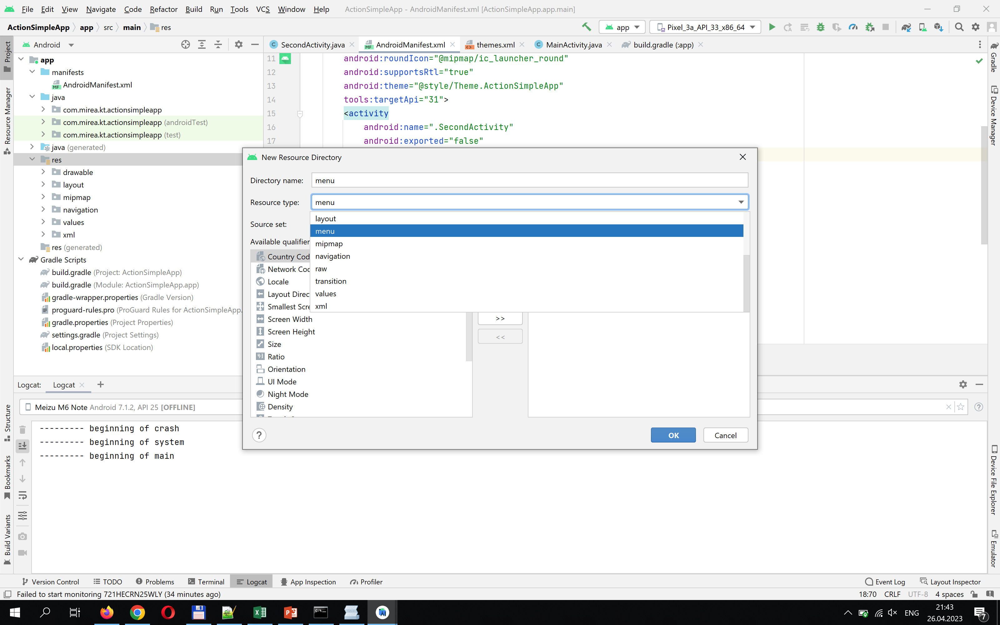 File Edit View Navigate Code Refactor Build Run Tools VCS Window Help ActionSimpleApp - AndroidManifest.xml [ActionSimpleApp.app.main]
ActionSimpleApp app src main res
app Pixel_3a_API_33_x86_64
Android
SecondActivity.java AndroidManifest.xml themes.xml MainActivity.java build.gradle (:app)
Project
Resource Manager
Structure
Bookmarks
Build Variants
app
manifests
AndroidManifest.xml
java
com.mirea.kt.actionsimpleapp
com.mirea.kt.actionsimpleapp (androidTest)
com.mirea.kt.actionsimpleapp (test)
java (generated)
res
drawable
layout
mipmap
navigation
values
xml
res (generated)
Gradle Scripts
build.gradle (Project: ActionSimpleApp)
build.gradle (Module: ActionSimpleApp.app)
gradle-wrapper.properties (Gradle Version)
proguard-rules.pro (ProGuard Rules for ActionSimpleApp.
gradle.properties (Project Properties)
settings.gradle (Project Settings)
local.properties (SDK Location)
11 android:roundIcon="@mipmap/ic_launcher_round"
12 android:supportsRtl="true"
13 android:theme="@style/Theme.ActionSimpleApp"
14 tools:targetApi="31">
15 <activity
16 android:name=".SecondActivity"
17 android:exported="false"
New Resource Directory
Directory name: menu
Resource type: menu
Source set:
layout
menu
mipmap
navigation
raw
transition
values
xml
Available qualifier
Country Cod
Network Coc
Locale
Layout Direc
Smallest Scre
Screen Width
Screen Height
Size
Ratio
Orientation
UI Mode
Night Mode
Density
>>
<<
? OK Cancel
Gradle
Device Manager
Device File Explorer
Emulator
Logcat: Logcat
Meizu M6 Note Android 7.1.2, API 25 [OFFLINE]
--------- beginning of crash
--------- beginning of system
--------- beginning of main
Version Control TODO Problems Terminal Logcat App Inspection Profiler Event Log Layout Inspector
Failed to start monitoring 721HECRN25WLY (34 minutes ago) 18:70 CRLF UTF-8 4 spaces
ENG 21:43 7
26.04.2023